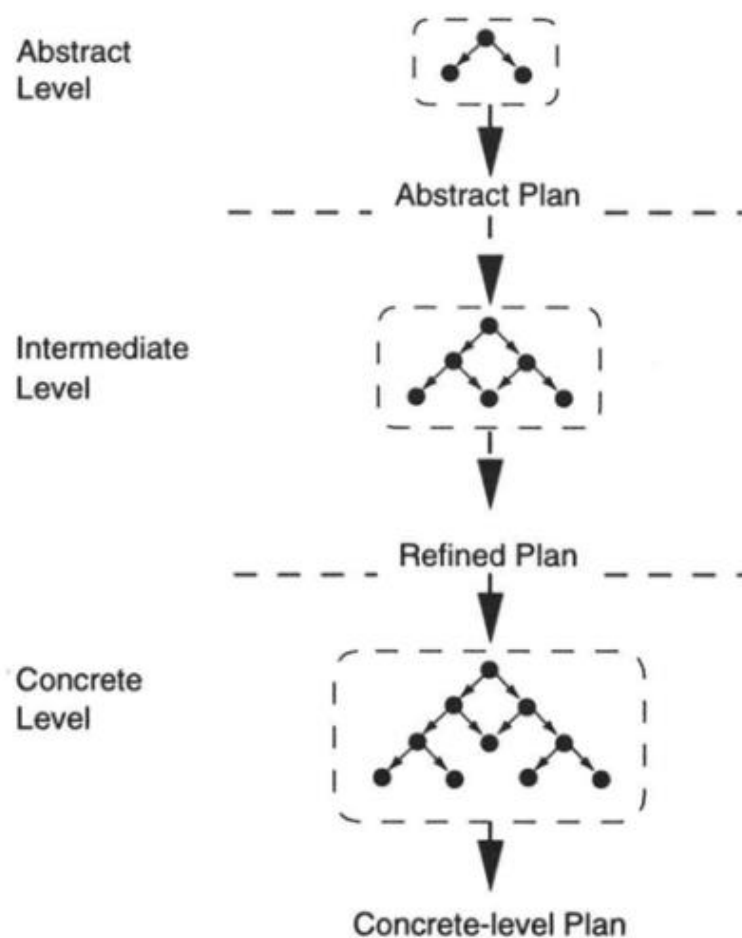 Abstract
Level
Abstract Plan
Intermediate
Level
Refined Plan
Concrete
Level
Concrete-level Plan